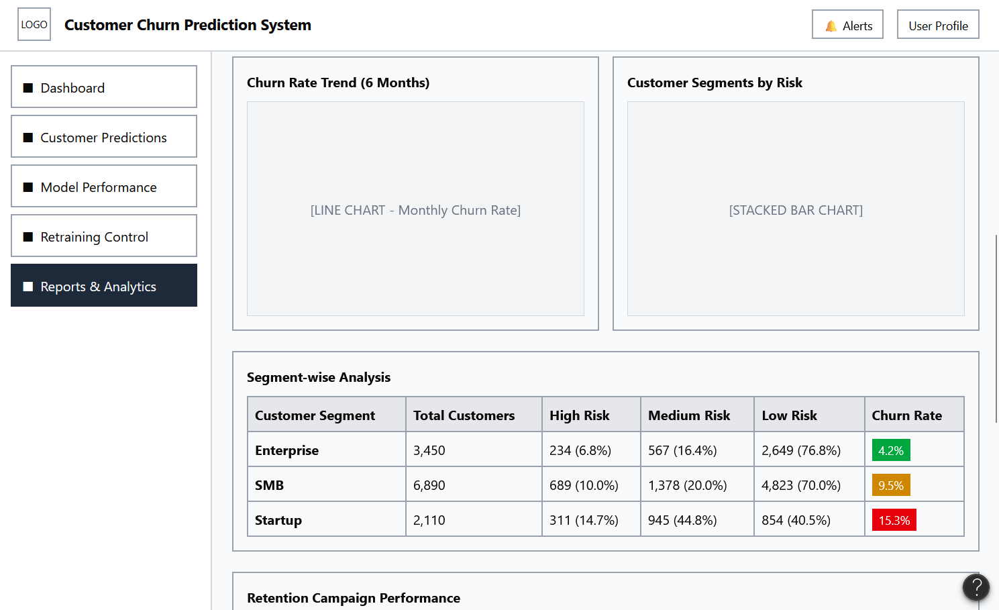 LOGO
Customer Churn Prediction System
Alerts
User Profile
Dashboard
Customer Predictions
Model Performance
Retraining Control
Reports & Analytics
Churn Rate Trend (6 Months)
[LINE CHART - Monthly Churn Rate]
Customer Segments by Risk
[STACKED BAR CHART]
Segment-wise Analysis
Customer Segment Total Customers High Risk Medium Risk Low Risk Churn Rate
Enterprise 3,450 234 (6.8%) 567 (16.4%) 2,649 (76.8%) 4.2%
SMB 6,890 689 (10.0%) 1,378 (20.0%) 4,823 (70.0%) 9.5%
Startup 2,110 311 (14.7%) 945 (44.8%) 854 (40.5%) 15.3%
Retention Campaign Performance
?